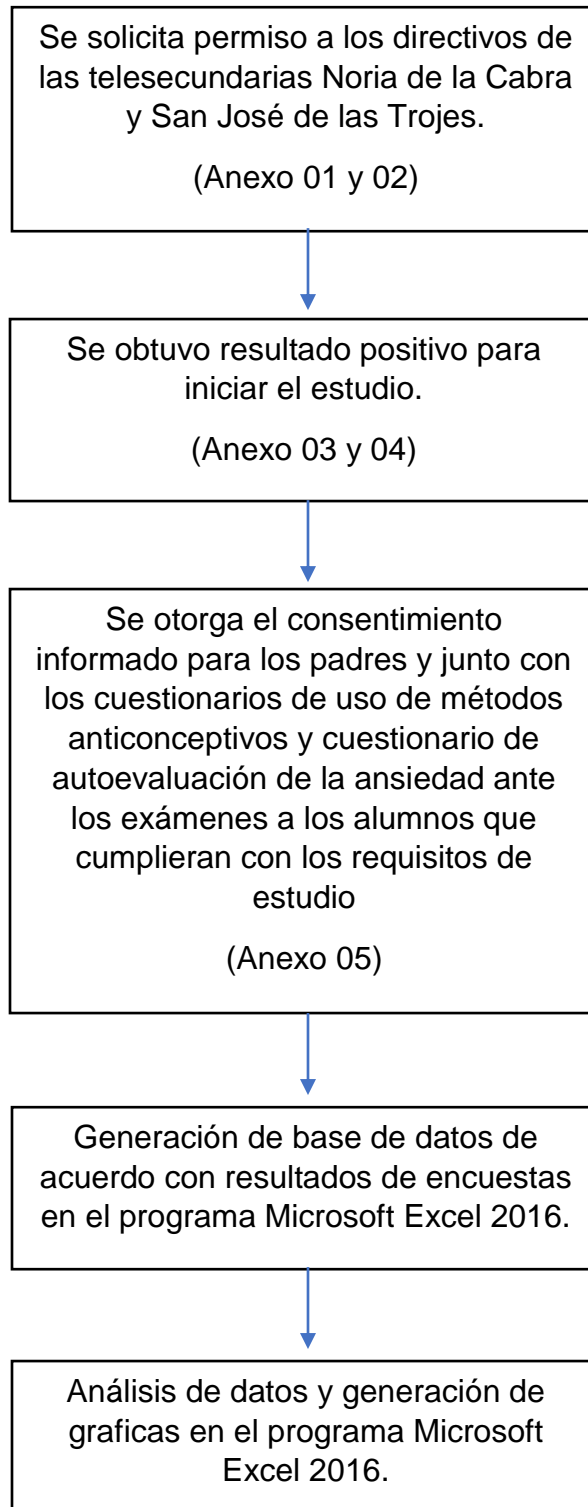 Se solicita permiso a los directivos de
las telesecundarias Noria de la Cabra
y San José de las Trojes.
(Anexo 01 y 02)
Se obtuvo resultado positivo para
iniciar el estudio.
(Anexo 03 y 04)
Se otorga el consentimiento
informado para los padres y junto con
los cuestionarios de uso de métodos
anticonceptivos y cuestionario de
autoevaluación de la ansiedad ante
los exámenes a los alumnos que
cumplieran con los requisitos de
estudio
(Anexo 05)
Generación de base de datos de
acuerdo con resultados de encuestas
en el programa Microsoft Excel 2016.
Análisis de datos y generación de
graficas en el programa Microsoft
Excel 2016.